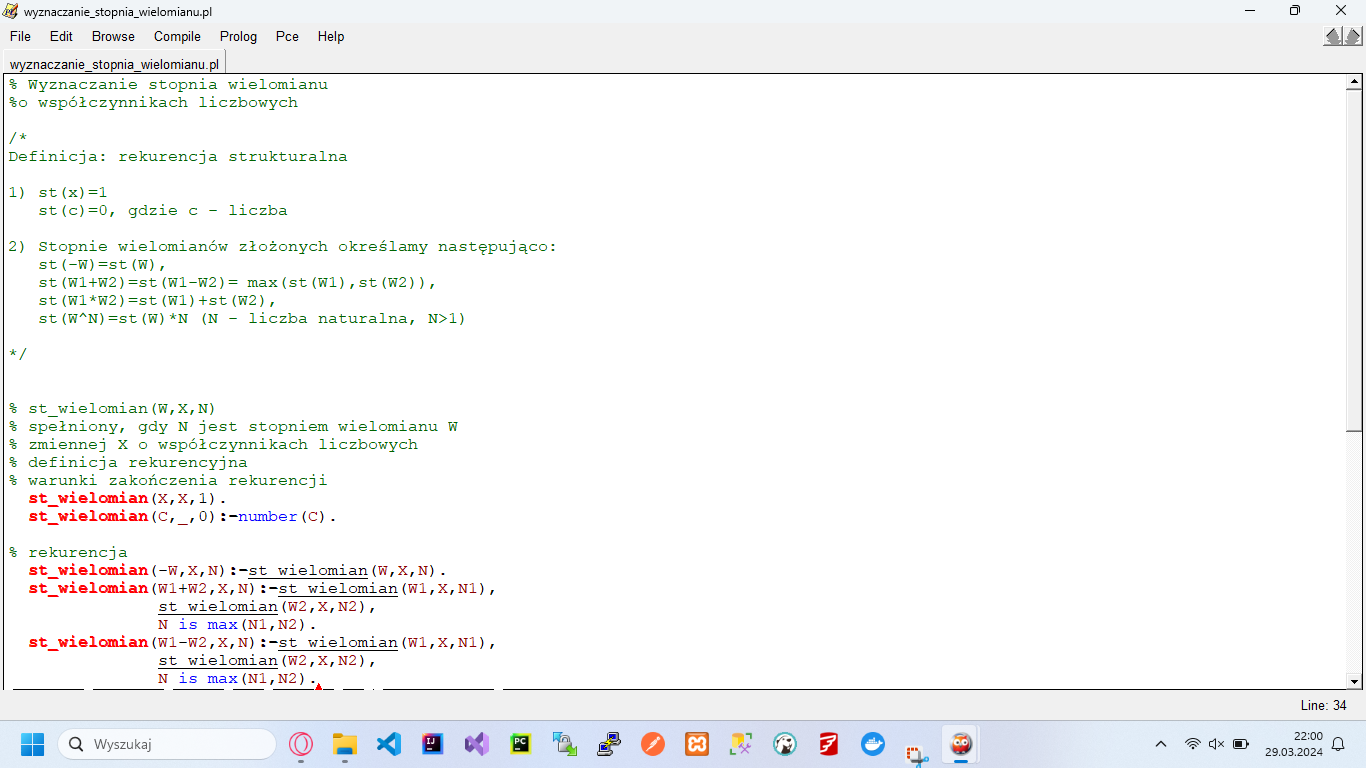 wyznaczanie_stopnia_wielomianu.pl
File Edit Browse Compile Prolog Pce Help
wyznaczanie_stopnia_wielomianu.pl
% Wyznaczanie stopnia wielomianu
%o współczynnikach liczbowych
/*
Definicja: rekurencja strukturalna
1) st(x)=1
st(c)=0, gdzie c - liczba
2) Stopnie wielomianów złożonych określamy następująco:
st(-W)=st(W),
st(W1+W2)=st(W1-W2)= max(st(W1),st(W2)),
st(W1*W2)=st(W1)+st(W2),
st(W^N)=st(W)*N (N - liczba naturalna, N>1)
*/
% st_wielomian(W,X,N)
% spełniony, gdy N jest stopniem wielomianu W
% zmiennej X o współczynnikach liczbowych
% definicja rekurencyjna
% warunki zakończenia rekurencji
st_wielomian(X,X,1).
st_wielomian(C,_,0):-number(C).
% rekurencja
st_wielomian(-W,X,N):-st_wielomian(W,X,N).
st_wielomian(W1+W2,X,N):-st_wielomian(W1,X,N1),
st_wielomian(W2,X,N2),
N is max(N1,N2).
st_wielomian(W1-W2,X,N):-st_wielomian(W1,X,N1),
st_wielomian(W2,X,N2),
N is max(N1,N2).
Line: 34
Wyszukaj
22:00
29.03.2024